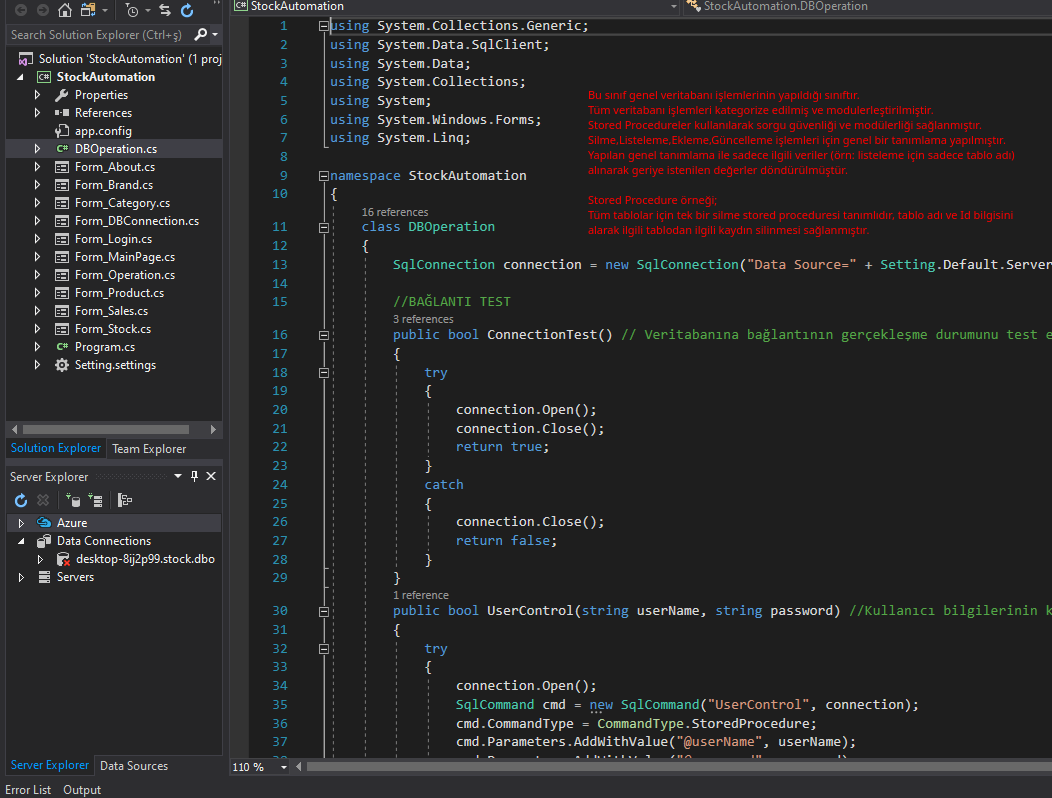 StockAutomation
StockAutomation.DBOperation
Search Solution Explorer (Ctrl+ş)
Solution 'StockAutomation' (1 proj
StockAutomation
Properties
References
app.config
DBOperation.cs
Form_About.cs
Form_Brand.cs
Form_Category.cs
Form_DBConnection.cs
Form_Login.cs
Form_MainPage.cs
Form_Operation.cs
Form_Product.cs
Form_Sales.cs
Form_Stock.cs
Program.cs
Setting.settings
Solution Explorer
Team Explorer
Server Explorer
Azure
Data Connections
desktop-8ij2p99.stock.dbo
Servers
Server Explorer
Data Sources
Error List
Output
1 using System.Collections.Generic;
2 using System.Data.SqlClient;
3 using System.Data;
4 using System.Collections;
5 using System;
6 using System.Windows.Forms;
7 using System.Linq;
8
9 namespace StockAutomation
10 {
16 references
11 class DBOperation
12 {
13 SqlConnection connection = new SqlConnection("Data Source=" + Setting.Default.Server
14
15 //BAĞLANTI TEST
3 references
16 public bool ConnectionTest() // Veritabanına bağlantının gerçekleşme durumunu test e
17 {
18 try
19 {
20 connection.Open();
21 connection.Close();
22 return true;
23 }
24 catch
25 {
26 connection.Close();
27 return false;
28 }
29 }
1 reference
30 public bool UserControl(string userName, string password) //Kullanıcı bilgilerinin k
31 {
32 try
33 {
34 connection.Open();
35 SqlCommand cmd = new SqlCommand("UserControl", connection);
36 cmd.CommandType = CommandType.StoredProcedure;
37 cmd.Parameters.AddWithValue("@userName", userName);
Bu sınıf genel veritabanı işlemlerinin yapıldığı sınıftır.
Tüm veritabanı işlemleri kategorize edilmiş ve modulerleştirilmiştir.
Stored Procedureler kullanılarak sorgu güvenliği ve modülerliği sağlanmıştır.
Silme,Listeleme,Ekleme,Güncelleme işlemleri için genel bir tanımlama yapılmıştır.
Yapılan genel tanımlama ile sadece ilgili veriler (örn: listeleme için sadece tablo adı)
alınarak geriye istenilen değerler döndürülmüştür.
Stored Procedure örneği;
Tüm tablolar için tek bir silme stored proceduresi tanımlıdır, tablo adı ve Id bilgisini
alarak ilgili tablodan ilgili kaydın silinmesi sağlanmıştır.
110 %